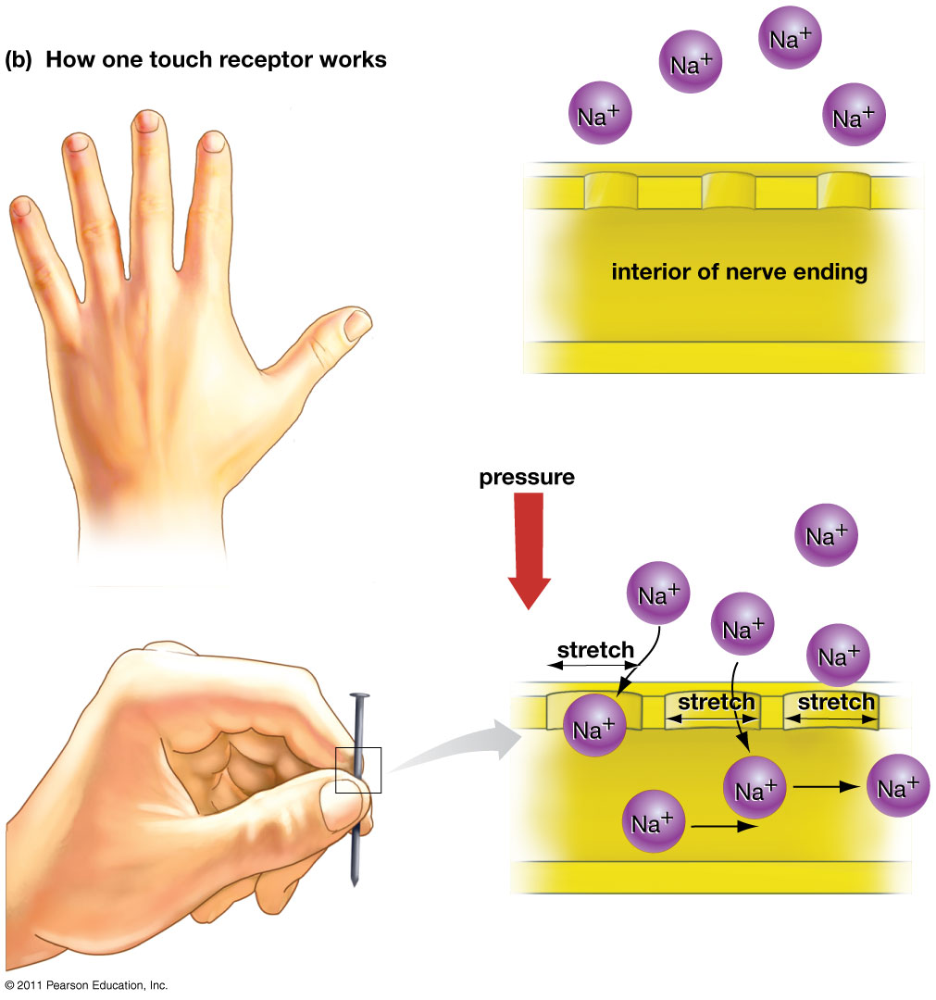 (b) How one touch receptor works
Na+
Na+
Na+
Na+
interior of nerve ending
pressure
Na+
Na+
Na+
Na+
stretch
stretch
stretch
Na+
Na+
Na+
Na+
© 2011 Pearson Education, Inc.